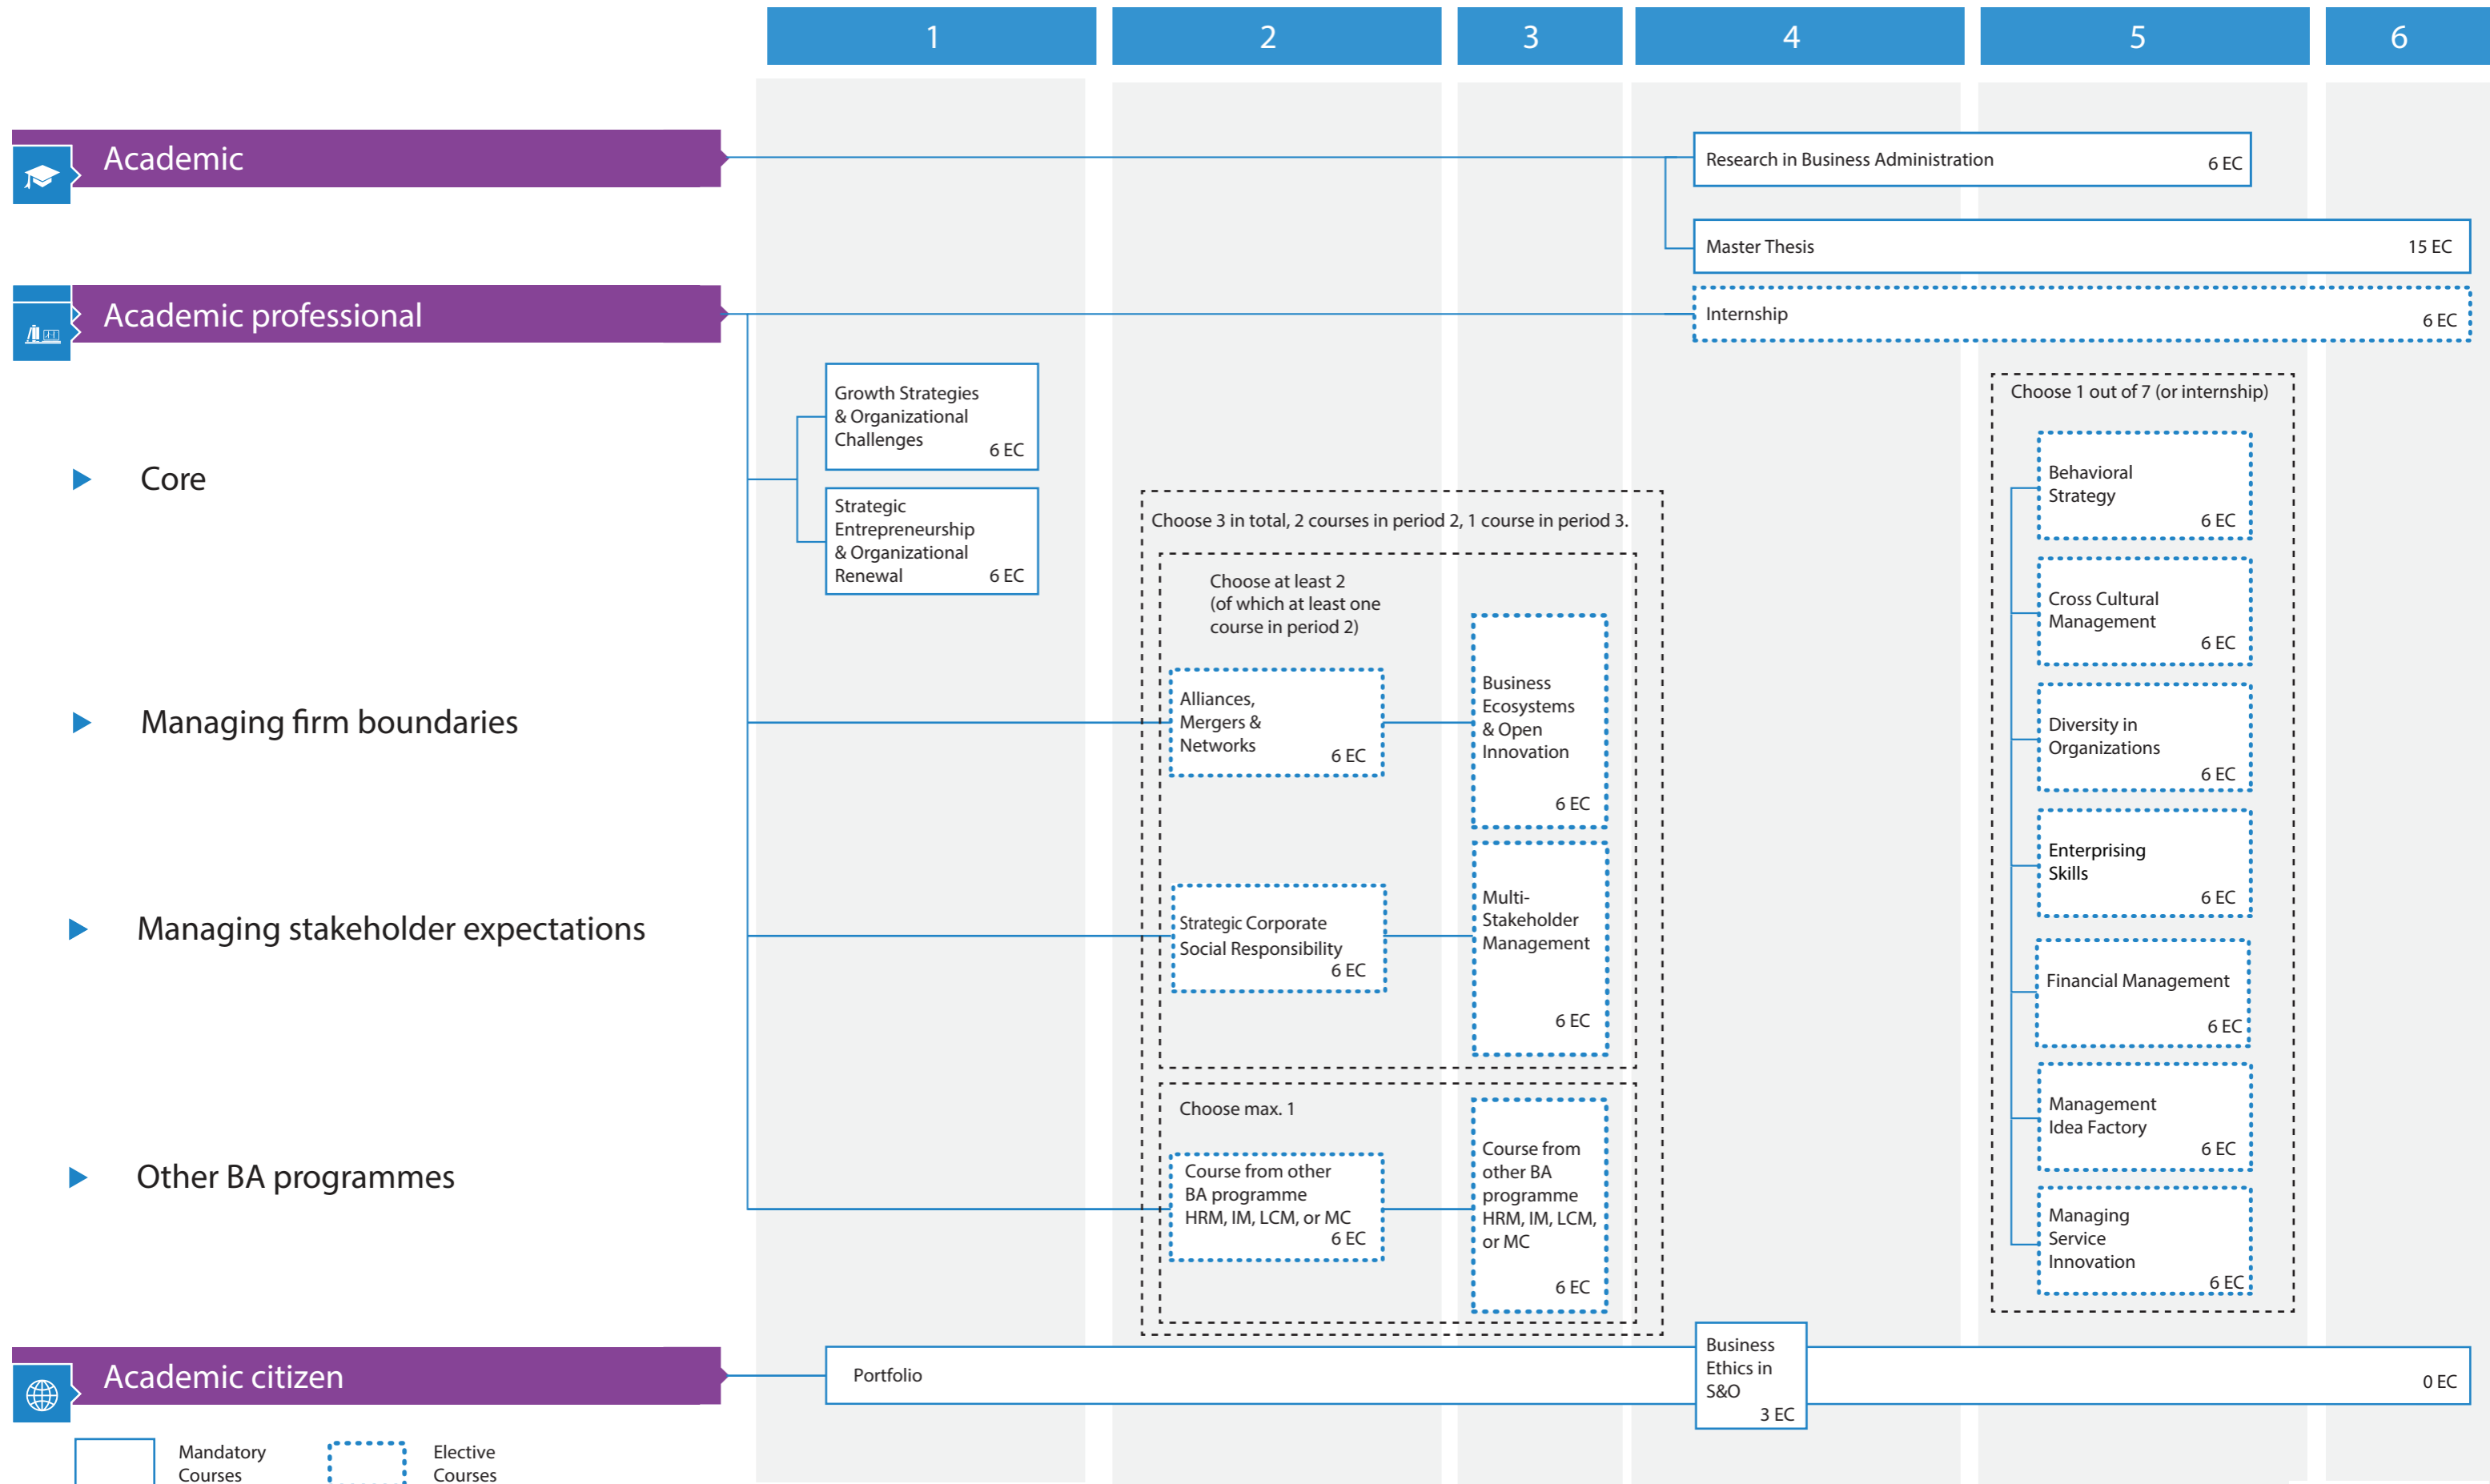 1
2
3
4
5
6
Academic
Research in Business Administration
6 EC
Master Thesis
15 EC
Academic professional
Internship
6 EC
Growth Strategies
& Organizational
Challenges
6 EC
Choose 1 out of 7 (or internship)
Core
Strategic
Entrepreneurship
& Organizational
Renewal
6 EC
Choose 3 in total, 2 courses in period 2, 1 course in period 3.
Choose at least 2
(of which at least one
course in period 2)
Behavioral
Strategy
6 EC
Cross Cultural
Management
6 EC
Managing firm boundaries
Alliances,
Mergers &
Networks
6 EC
Business
Ecosystems
& Open
Innovation
6 EC
Diversity in
Organizations
6 EC
Enterprising
Skills
6 EC
Managing stakeholder expectations
Strategic Corporate
Social Responsibility
6 EC
Multi-
Stakeholder
Management
6 EC
Financial Management
6 EC
Choose max. 1
Other BA programmes
Course from other
BA programme
HRM, IM, LCM, or MC
6 EC
Course from
other BA
programme
HRM, IM, LCM,
or MC
6 EC
Management
Idea Factory
6 EC
Managing
Service
Innovation
6 EC
Academic citizen
Portfolio
Business
Ethics in
S&O
3 EC
0 EC
Mandatory
Courses
Elective
Courses